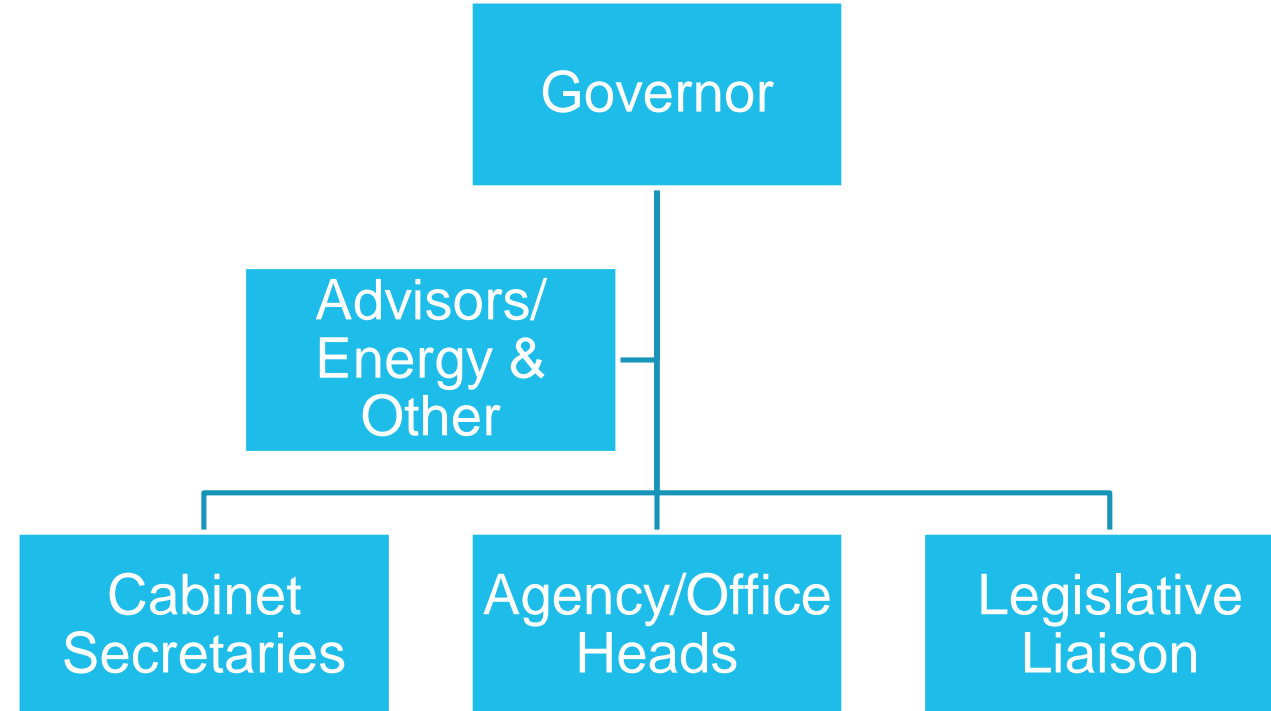 Governor
Advisors/
Energy &
Other
Cabinet
Secretaries
Agency/Office
Heads
Legislative
Liaison